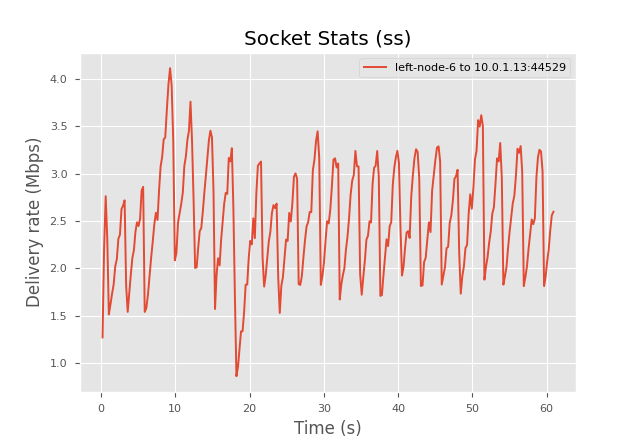 Socket Stats (ss)
left-node-6 to 10.0.1.13:44529
Delivery rate (Mbps)
4.0
3.5
3.0
2.5
2.0
1.5
1.0
0 10 20 30 40 50 60
Time (s)